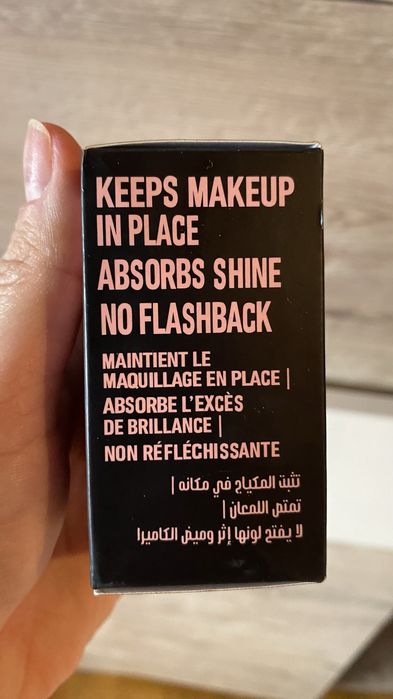 KEEPS MAKEUP
IN PLACE
ABSORBS SHINE
NO FLASHBACK
MAINTIENT LE
MAQUILLAGE EN PLACE |
ABSORBE L'EXCÈS
DE BRILLANCE |
NON RÉFLÉCHISSANTE
تثبت المكياج في مكانه |
تمتص اللمعان |
لا يفتح لونها إثر وميض الكاميرا